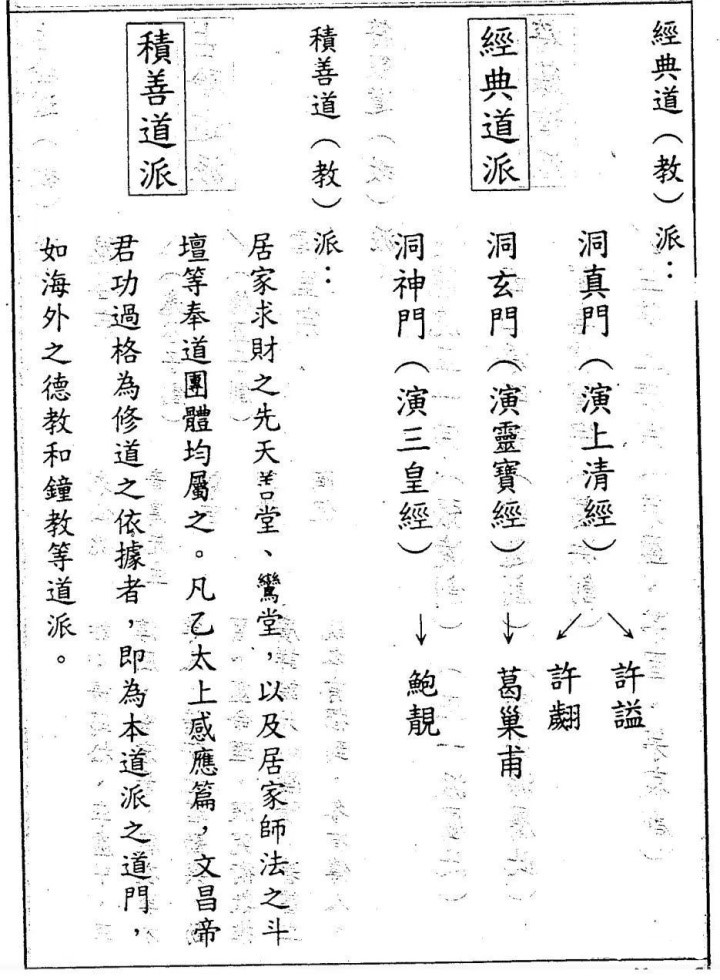 經典道（教）派：
洞真門（演上清經）→許謐
→許翽
經典道派
洞玄門（演靈寶經）→葛巢甫
洞神門（演三皇經）→鮑靚
積善道（教）派：
居家求財之先天善堂、鸞堂，以及居家師法之斗
積善道派
壇等奉道團體均屬之。凡乙太上感應篇，文昌帝
君功過格為修道之依據者，即為本道派之道門，
如海外之德教和鐘教等道派。